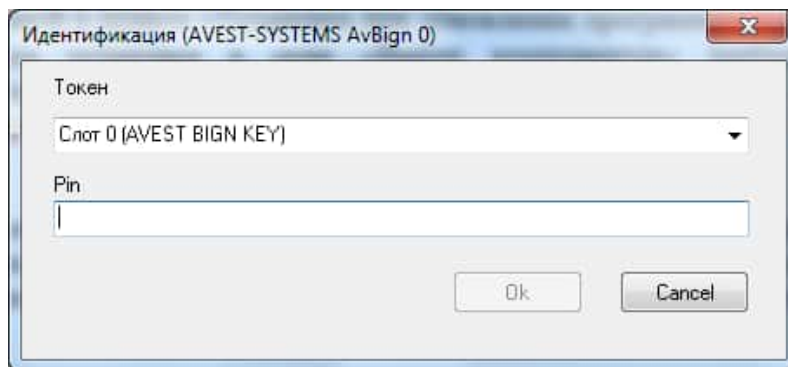 Идентификация (AVEST-SYSTEMS AvBign 0)
Токен
Слот 0 (AVEST BIGN KEY)
Pin
Ok
Cancel